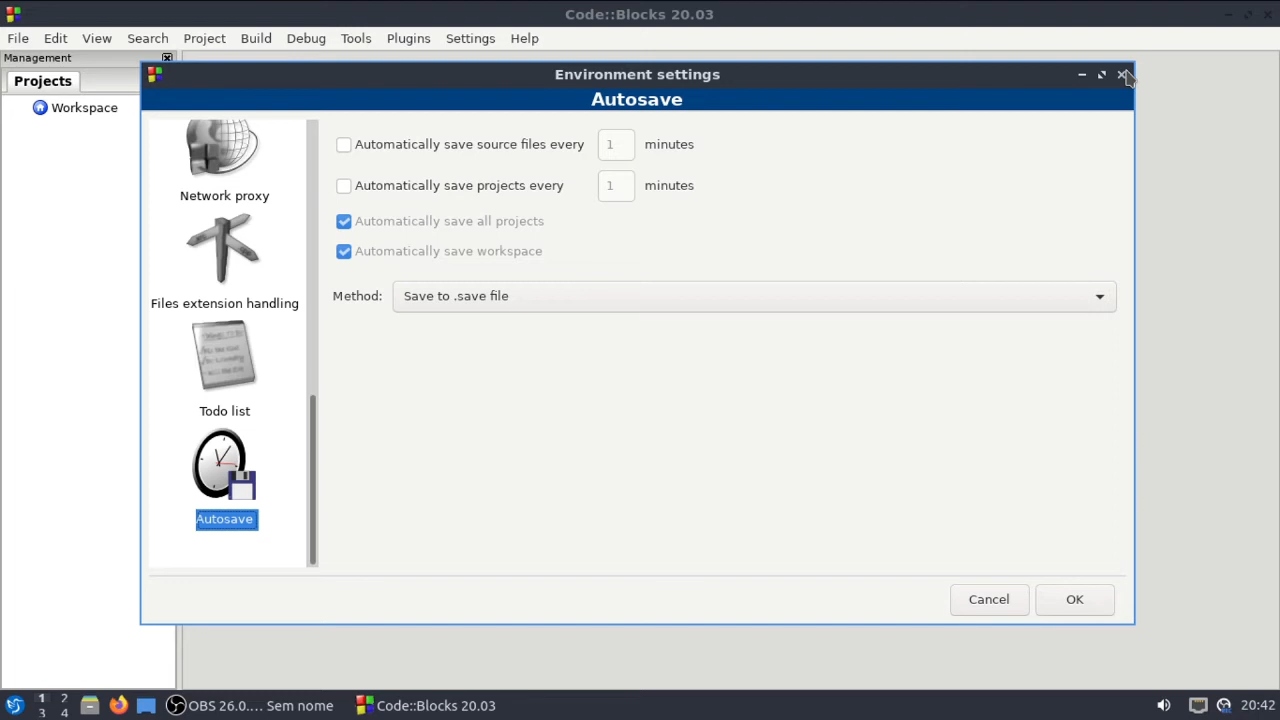 Code::Blocks 20.03
File Edit View Search Project Build Debug Tools Plugins Settings Help
Management
Projects
Workspace
Environment settings
Autosave
Network proxy
Files extension handling
Todo list
Autosave
Automatically save source files every 1 minutes
Automatically save projects every 1 minutes
Automatically save all projects
Automatically save workspace
Method: Save to .save file
Cancel OK
1 2
3 4
OBS 26.0.... Sem nome
Code::Blocks 20.03
20:42